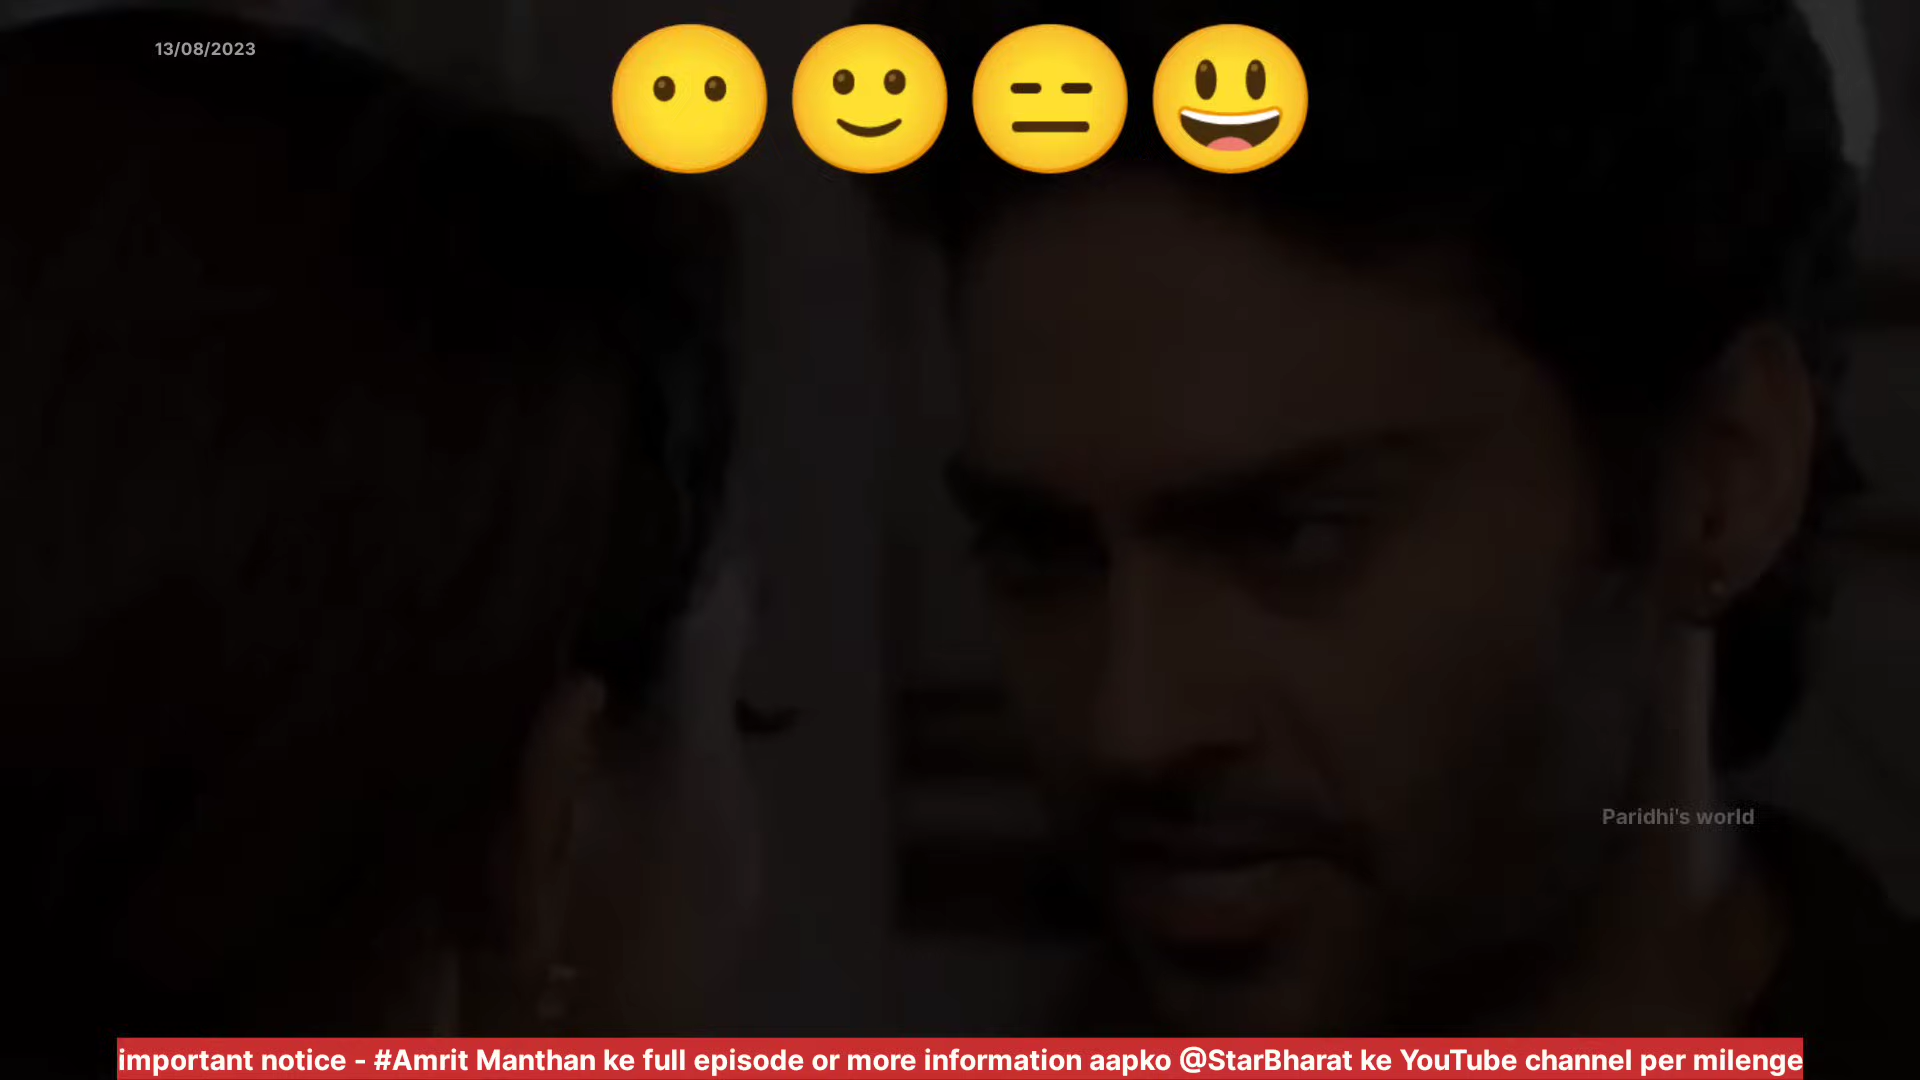 13/08/2023
Paridhi's world
important notice - #Amrit Manthan ke full episode or more information aapko @StarBharat ke YouTube channel per milenge